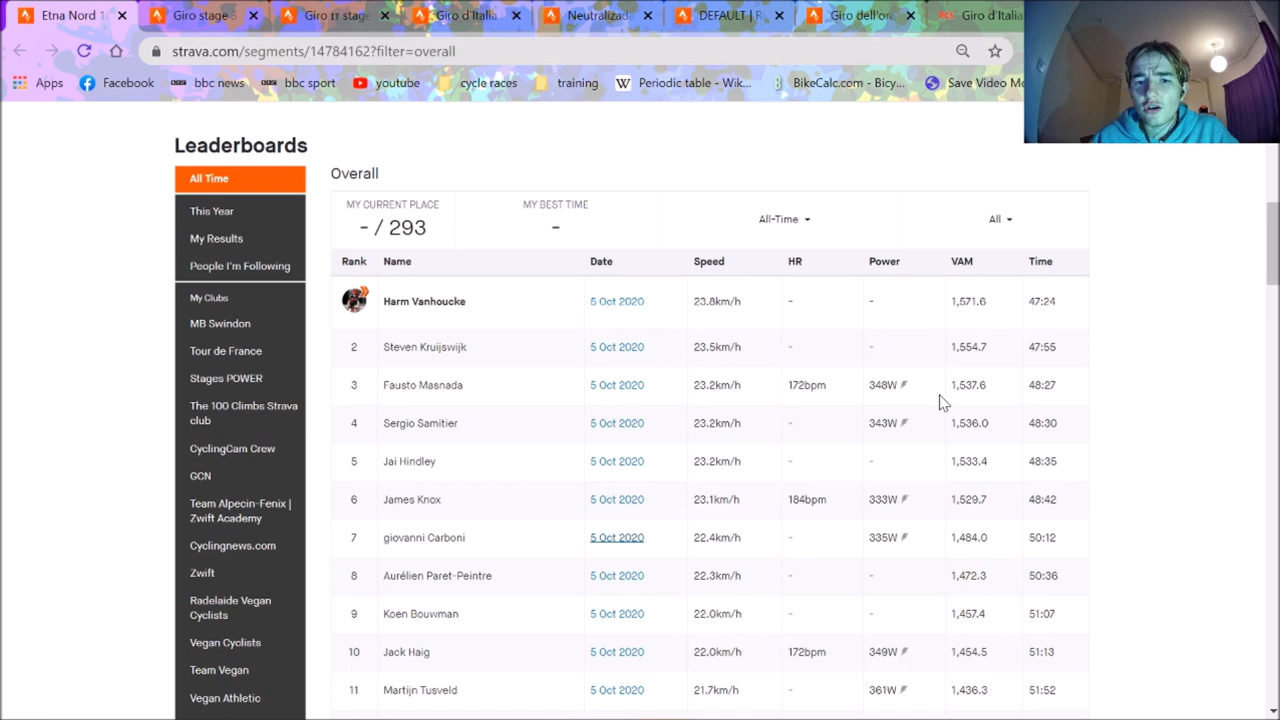 Etna Nord 1
Giro stage 8
Giro tt stage
Giro d'Italia
Neutralizada
DEFAULT | R
Giro dell'ora
Giro d'Italia
strava.com/segments/14784162?filter=overall
Apps
Facebook
bbc news
bbc sport
youtube
cycle races
training
Periodic table - Wik...
BikeCalc.com - Bicy...
Save Video Me
Leaderboards
All Time
This Year
My Results
People I'm Following
My Clubs
MB Swindon
Tour de France
Stages POWER
The 100 Climbs Strava
club
CyclingCam Crew
GCN
Team Alpecin-Fenix |
Zwift Academy
Cyclingnews.com
Zwift
Radelaide Vegan
Cyclists
Vegan Cyclists
Team Vegan
Vegan Athletic
Overall
MY CURRENT PLACE
- / 293
MY BEST TIME
-
All-Time
All
Rank Name Date Speed HR Power VAM Time
Harm Vanhoucke 5 Oct 2020 23.8km/h - - 1,571.6 47:24
2 Steven Kruijswijk 5 Oct 2020 23.5km/h - - 1,554.7 47:55
3 Fausto Masnada 5 Oct 2020 23.2km/h 172bpm 348W 1,537.6 48:27
4 Sergio Samitier 5 Oct 2020 23.2km/h - 343W 1,536.0 48:30
5 Jai Hindley 5 Oct 2020 23.2km/h - - 1,533.4 48:35
6 James Knox 5 Oct 2020 23.1km/h 184bpm 333W 1,529.7 48:42
7 giovanni Carboni 5 Oct 2020 22.4km/h - 335W 1,484.0 50:12
8 Aurélien Paret-Peintre 5 Oct 2020 22.3km/h - - 1,472.3 50:36
9 Koen Bouwman 5 Oct 2020 22.0km/h - - 1,457.4 51:07
10 Jack Haig 5 Oct 2020 22.0km/h 172bpm 349W 1,454.5 51:13
11 Martijn Tusveld 5 Oct 2020 21.7km/h - 361W 1,436.3 51:52